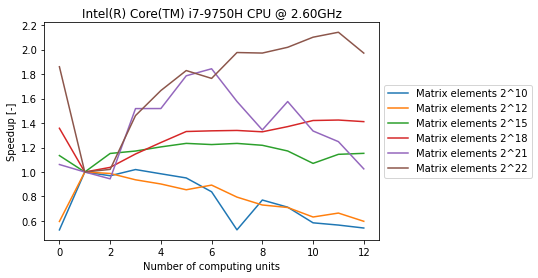 Intel(R) Core(TM) i7-9750H CPU @ 2.60GHz
Speedup [-]
2.2
2.0
1.8
1.6
1.4
1.2
1.0
0.8
0.6
0
2
4
6
8
10
12
Number of computing units
Matrix elements 2^10
Matrix elements 2^12
Matrix elements 2^15
Matrix elements 2^18
Matrix elements 2^21
Matrix elements 2^22